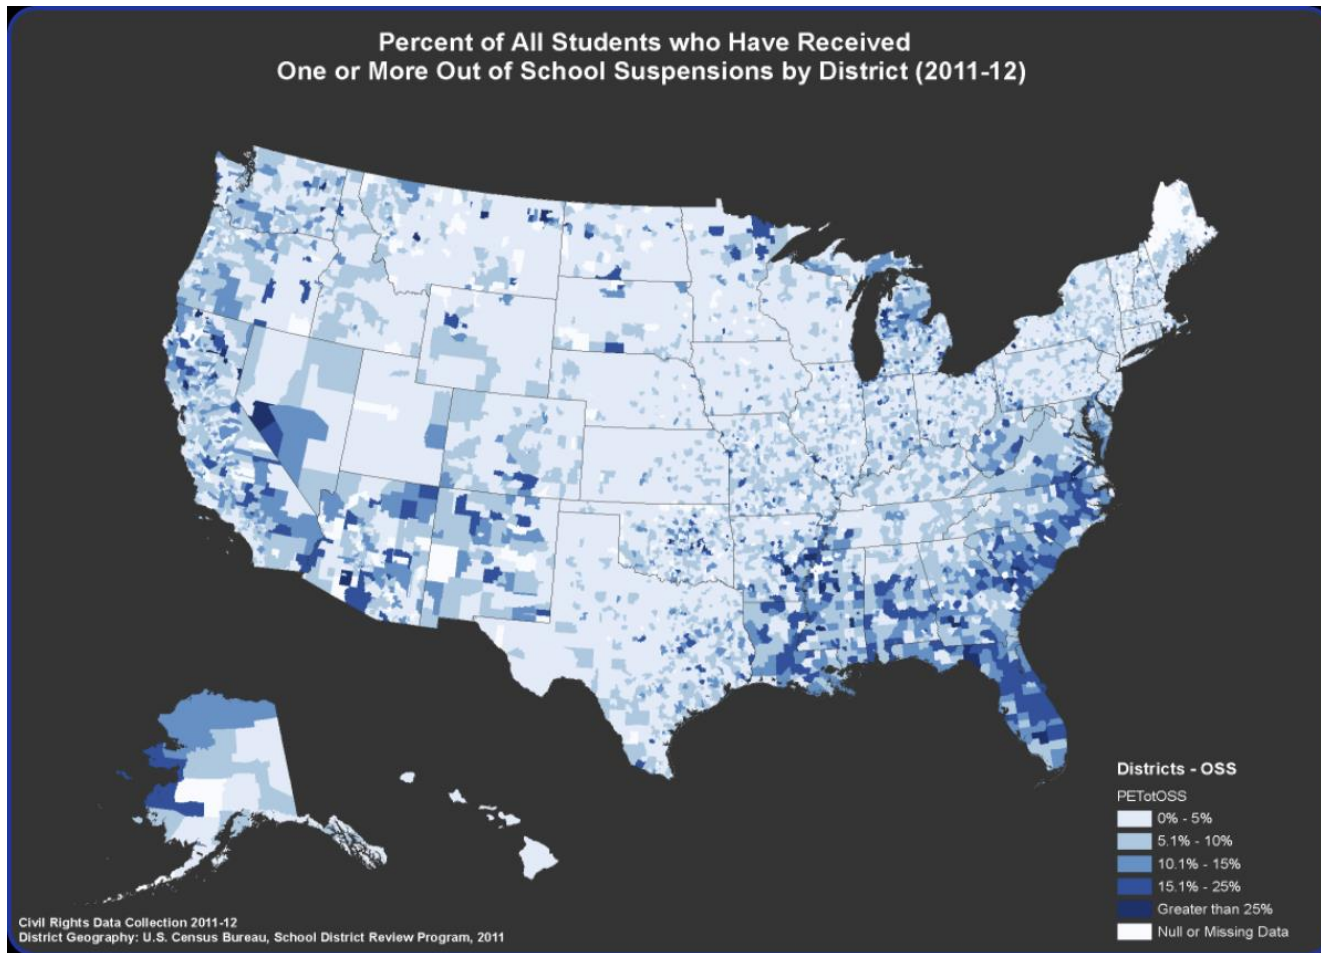 Percent of All Students who Have Received
One or More Out of School Suspensions by District (2011-12)
Districts - OSS
PETotOSS
0% - 5%
5.1% - 10%
10.1% - 15%
15.1% - 25%
Greater than 25%
Null or Missing Data
Civil Rights Data Collection 2011-12
District Geography: U.S. Census Bureau, School District Review Program, 2011